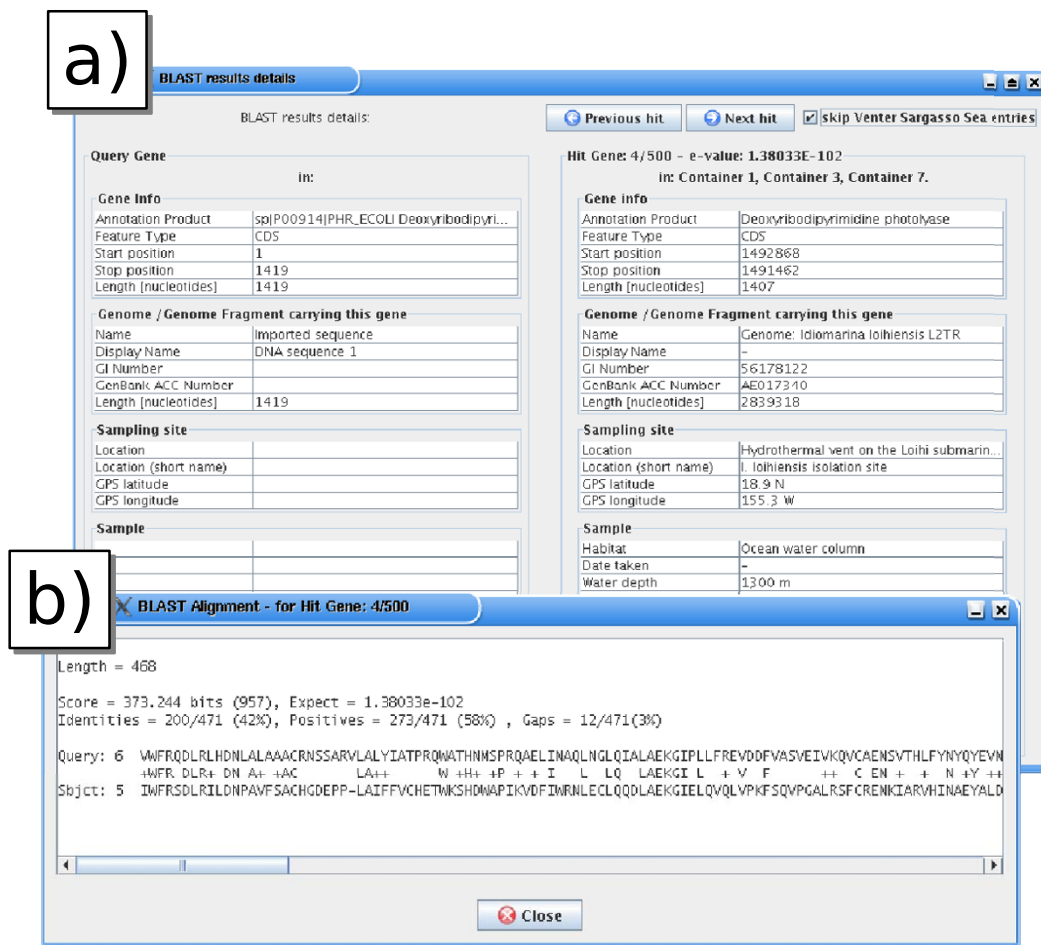 a)
BLAST results details
BLAST results details:
Previous hit
Next hit
skip Venter Sargasso Sea entries
Query Gene
in:
Gene Info
Annotation Product sp|P00914|PHR_ECOLI Deoxyribodipyri...
Feature Type CDS
Start position 1
Stop position 1419
Length [nucleotides] 1419
Genome /Genome Fragment carrying this gene
Name Imported sequence
Display Name DNA sequence 1
GI Number
GenBank ACC Number
Length [nucleotides] 1419
Sampling site
Location
Location (short name)
GPS latitude
GPS longitude
Sample
Hit Gene: 4/500 - e-value: 1.38033E-102
in: Container 1, Container 3, Container 7.
Gene info
Annotation Product Deoxyribodipyrimidine photolyase
Feature Type CDS
Start position 1492868
Stop position 1491462
Length [nucleotides] 1407
Genome /Genome Fragment carrying this gene
Name Genome: Idiomarina loihiensis L2TR
Display Name -
GI Number 56178122
GenBank ACC Number AE017340
Length [nucleotides] 2839318
Sampling site
Location Hydrothermal vent on the Loihi submarin...
Location (short name) I. loihiensis isolation site
GPS latitude 18.9 N
GPS longitude 155.3 W
Sample
Habitat Ocean water column
Date taken -
Water depth 1300 m
b)
BLAST Alignment - for Hit Gene: 4/500
Length = 468
Score = 373.244 bits (957), Expect = 1.38033e-102
Identities = 200/471 (42%), Positives = 273/471 (58%) , Gaps = 12/471(3%)
Query: 6 VWFRQDLRLHDNLALAAACRNSSARVLALYIATPRQWATHNMSPRQAELINAQLNGLQIALAEKGIPLLFREVDDFVASVEIVKQVCAENSVTHLFYNYQYEVN
+WFR DLR+ DN A+ +AC LA++ W +H+ +P + + I L LQ LAEKGI L + V F ++ C EN + + N +Y ++
Sbjct: 5 IWFRSDLRILDNPAVFSACHGDEPP-LAIFFVCHETWKSHDWAPIKVDFIWRNLECLQQDLAEKGIELQVQLVPKFSQVPGALRSFCRENKIARVHINAEYALD
Close